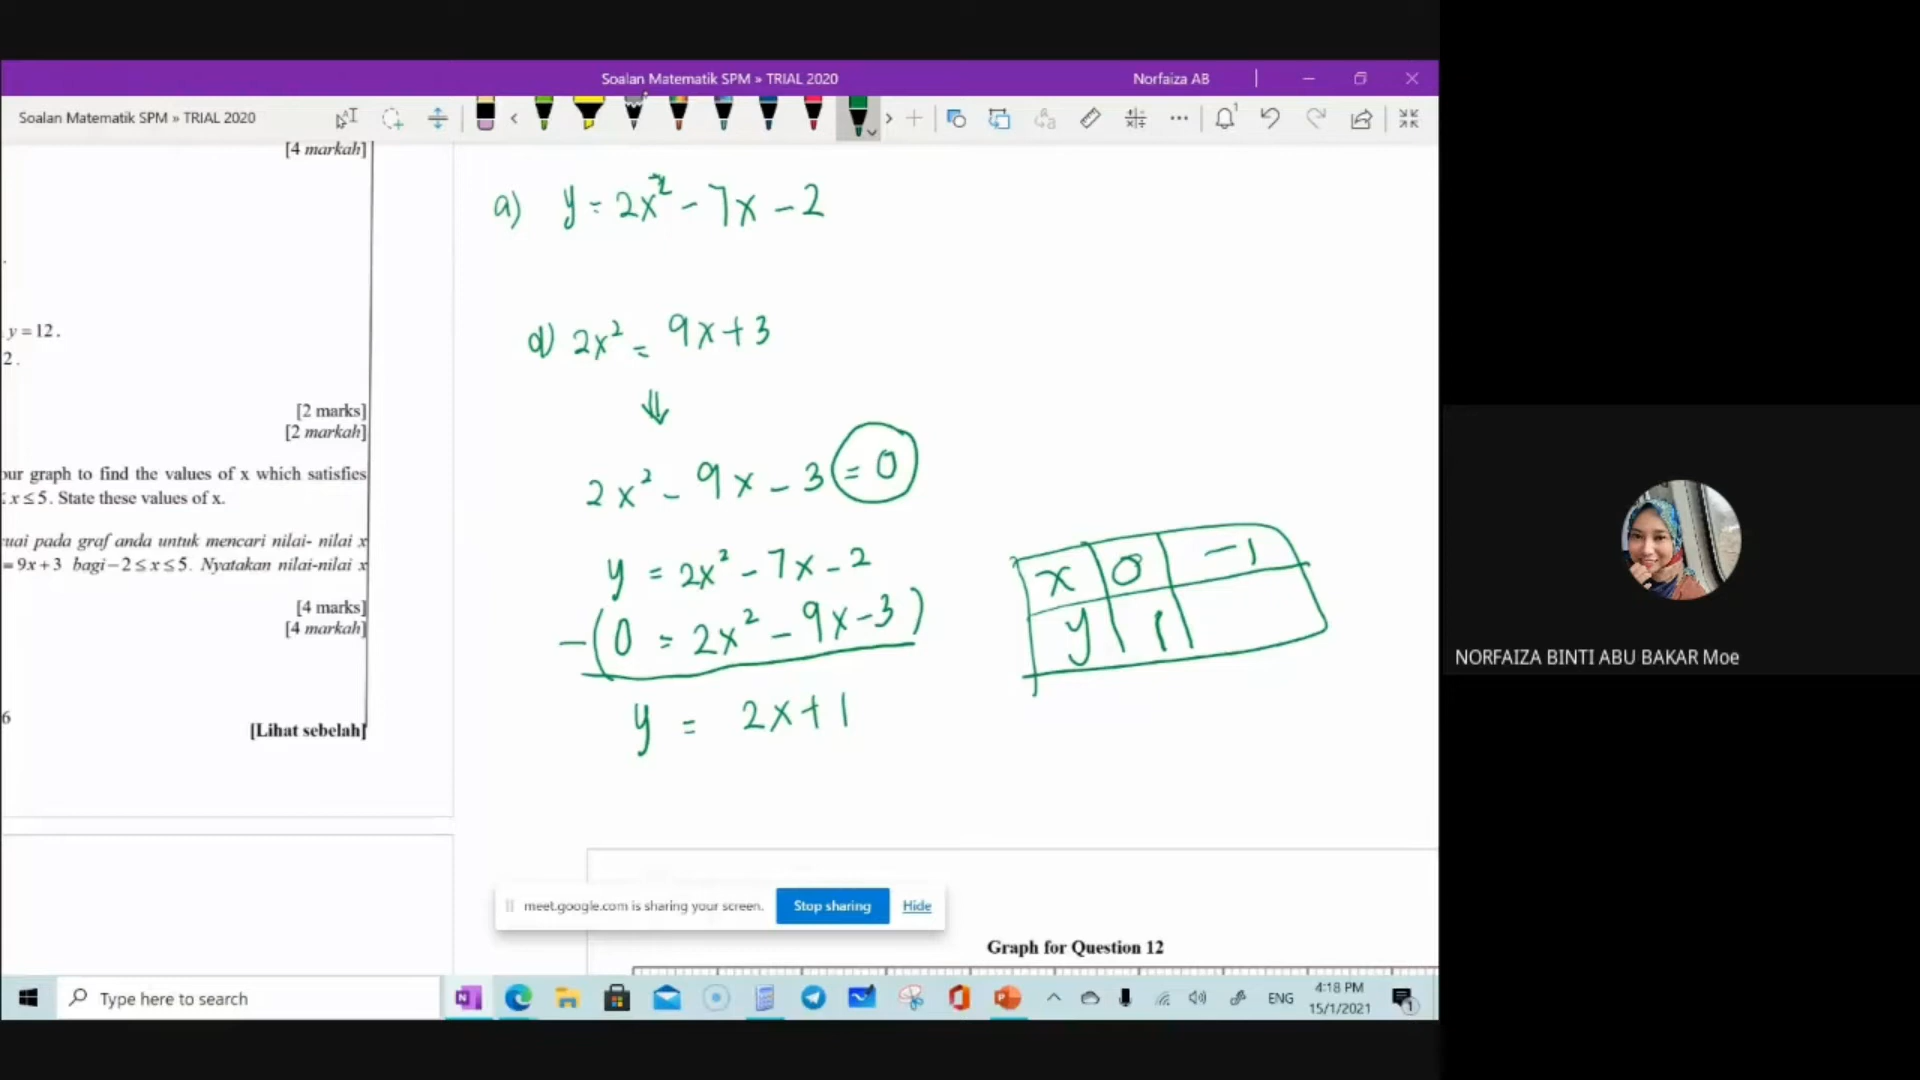 Soalan Matematik SPM » TRIAL 2020
Norfaiza AB
Soalan Matematik SPM » TRIAL 2020
[4 markah]
y = 12.
2.
[2 marks]
[2 markah]
our graph to find the values of x which satisfies
x ≤ 5. State these values of x.
uai pada graf anda untuk mencari nilai- nilai x
= 9x + 3 bagi – 2 ≤ x ≤ 5. Nyatakan nilai-nilai x
[4 marks]
[4 markah]
6
[Lihat sebelah]
a) y = 2x² - 7x - 2
d) 2x² = 9x + 3
⇓
2x² - 9x - 3 = 0
y = 2x² - 7x - 2
-(0 = 2x² - 9x - 3)
y = 2x + 1
x 0 -1
y 1
meet.google.com is sharing your screen.
Stop sharing
Hide
Graph for Question 12
Type here to search
ENG
4:18 PM
15/1/2021
1
NORFAIZA BINTI ABU BAKAR Moe